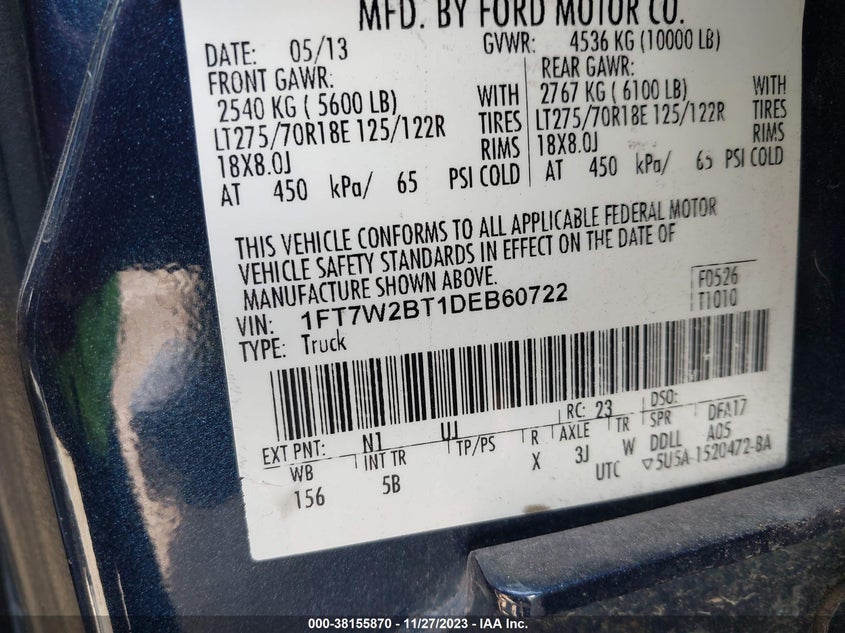 MFD. BY FORD MOTOR CO.
DATE: 05/13 GVWR: 4536 KG (10000 LB)
FRONT GAWR: REAR GAWR:
2540 KG ( 5600 LB) WITH 2767 KG ( 6100 LB) WITH
LT275/70R18E 125/122R TIRES LT275/70R18E 125/122R TIRES
18X8.0J RIMS 18X8.0J RIMS
AT 450 kPa/ 65 PSI COLD AT 450 kPa/ 65 PSI COLD
THIS VEHICLE CONFORMS TO ALL APPLICABLE FEDERAL MOTOR
VEHICLE SAFETY STANDARDS IN EFFECT ON THE DATE OF
MANUFACTURE SHOWN ABOVE.
VIN: 1FT7W2BT1DEB60722 F0526
TYPE: Truck T1010
EXT PNT: N1 UJ RC: 23 DSO:
WB INT TR TP/PS R AXLE TR SPR DFA17
156 5B X 3J W DDLL A05
UTC ▽5U5A-1520472-BA
000-38155870 - 11/27/2023 - IAA Inc.